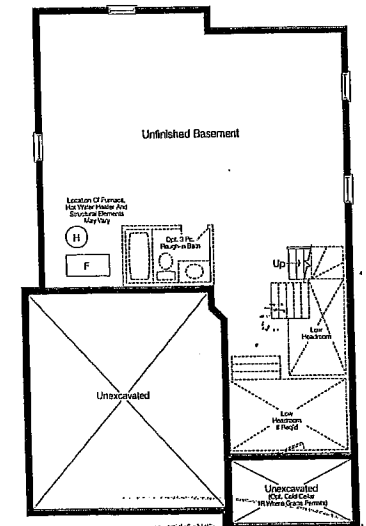 Unfinished Basement
Location Of Furnace,
Hot Water Heater And
Structural Elements
May Vary
H
F
Opt. 3 Pc.
Rough-in Bath
Up
Low
Headroom
Low
Headroom
If Req'd
Unexcavated
Unexcavated
(Opt. Cold Cellar
Where Grade Permits)